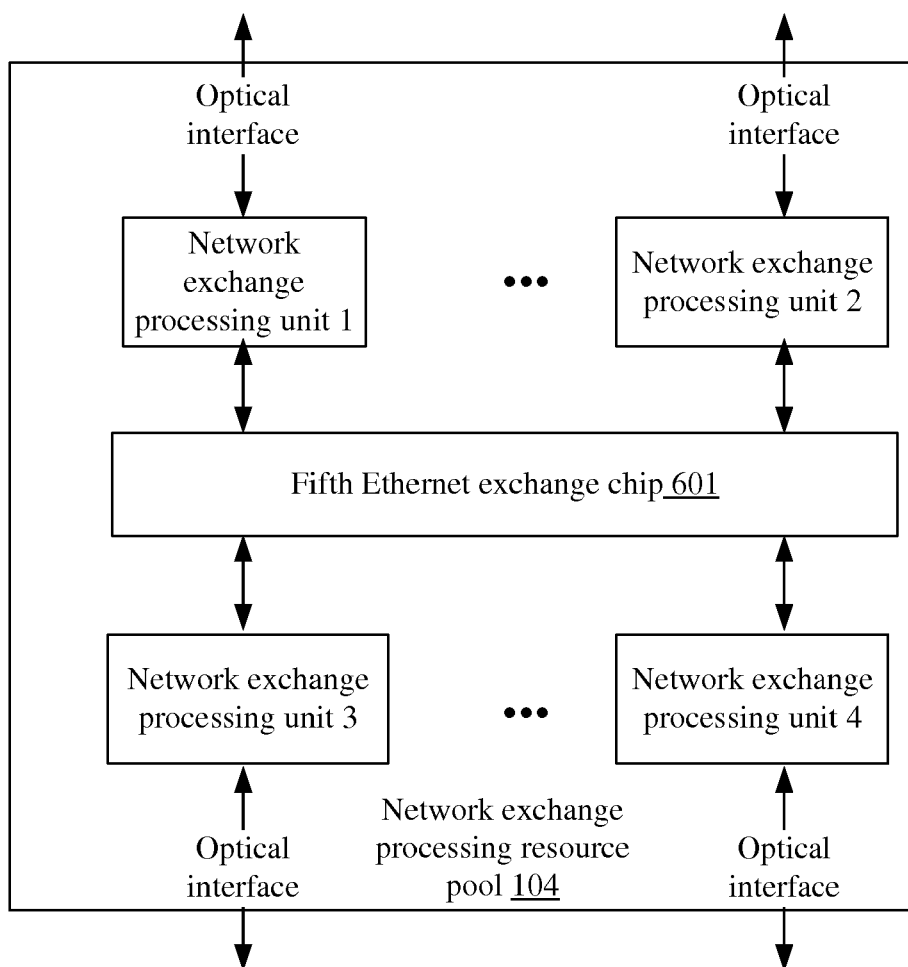 Optical
interface
Optical
interface
Network
exchange
processing unit 1
Network exchange
processing unit 2
Fifth Ethernet exchange chip 601
Network exchange
processing unit 3
Network exchange
processing unit 4
Optical
interface
Network exchange
processing resource
pool 104
Optical
interface